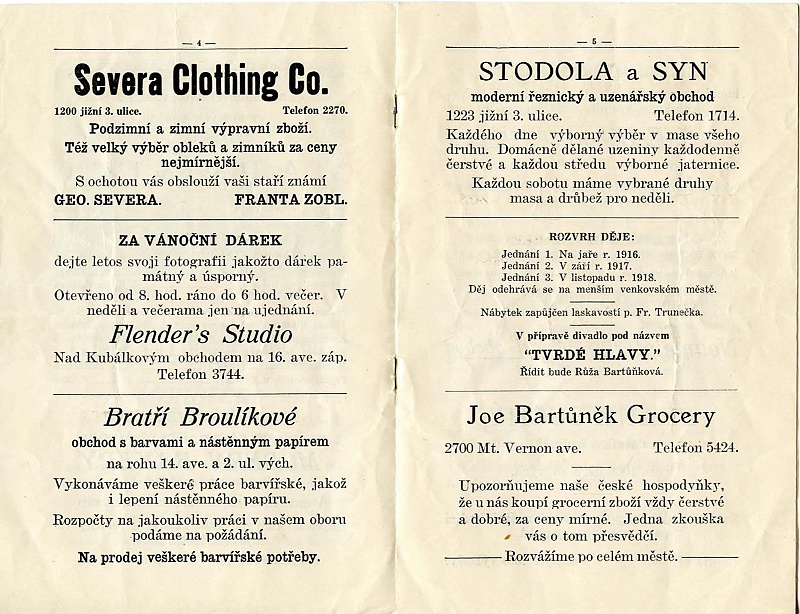 — 4 —
Severa Clothing Co.
1200 jižní 3. ulice. Telefon 2270.
Podzimní a zimní výpravní zboží.
Též velký výběr obleků a zimníků za ceny
nejmírnější.
S ochotou vás obslouží vaši staří známí
GEO. SEVERA. FRANTA ZOBL.
ZA VÁNOČNÍ DÁREK
dejte letos svoji fotografii jakožto dárek pa-
mátný a úsporný.
Otevřeno od 8. hod. ráno do 6 hod. večer. V
neděli a večerama jen na ujednání.
Flender's Studio
Nad Kubálkovým obchodem na 16. ave. záp.
Telefon 3744.
Bratří Broulíkové
obchod s barvami a nástěnným papírem
na rohu 14. ave. a 2. ul. vých.
Vykonáváme veškeré práce barvířské, jakož
i lepení nástěnného papíru.
Rozpočty na jakoukoliv práci v našem oboru
podáme na požádání.
Na prodej veškeré barvířské potřeby.
— 5 —
STODOLA a SYN
moderní řeznický a uzenářský obchod
1223 jižní 3. ulice. Telefon 1714.
Každého dne výborný výběr v mase všeho
druhu. Domácně dělané uzeniny každodenně
čerstvé a každou středu výborné jaternice.
Každou sobotu máme vybrané druhy
masa a drůbež pro neděli.
ROZVRH DĚJE:
Jednání 1. Na jaře r. 1916.
Jednání 2. V září r. 1917.
Jednání 3. V listopadu r. 1918.
Děj odehrává se na menším venkovském městě.
Nábytek zapůjčen laskavostí p. Fr. Trunečka.
V přípravě divadlo pod názvem
“TVRDÉ HLAVY.”
Řídit bude Růža Bartůňková.
Joe Bartůněk Grocery
2700 Mt. Vernon ave. Telefon 5424.
Upozorňujeme naše české hospodyňky,
že u nás koupí grocerní zboží vždy čerstvé
a dobré, za ceny mírné. Jedna zkouška
vás o tom přesvědčí.
Rozvážíme po celém městě.